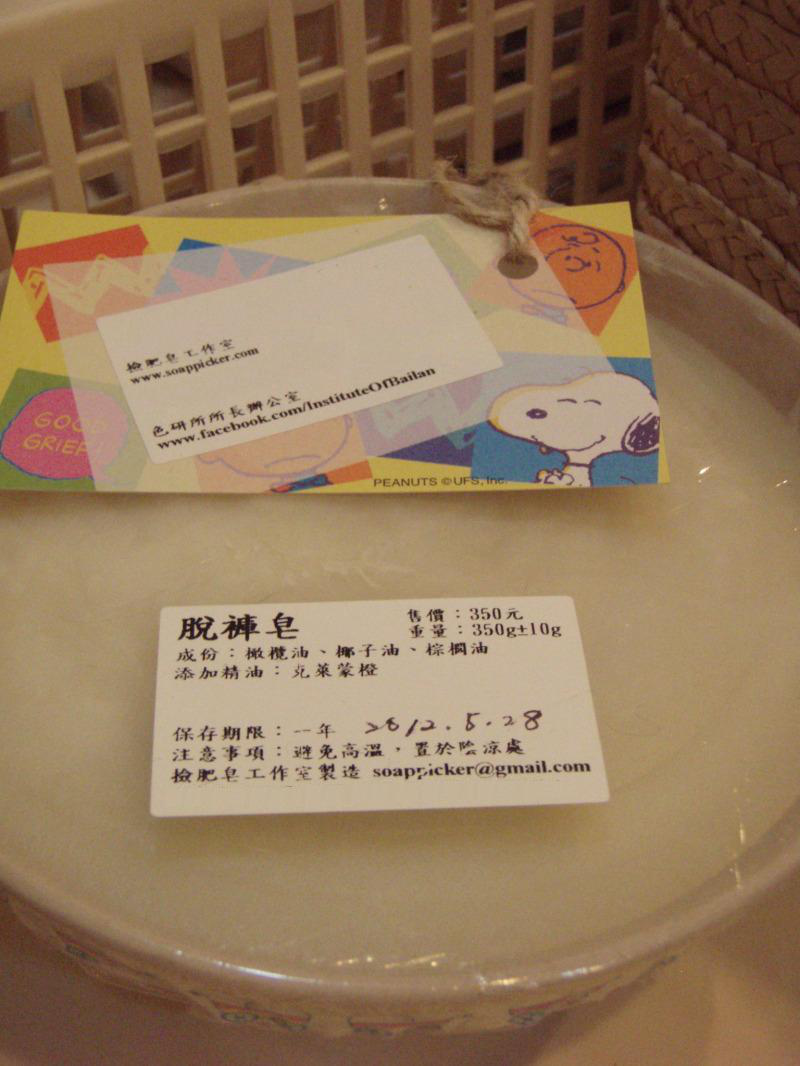 撿肥皂工作室
www.soappicker.com
色研所所長辦公室
www.facebook.com/InstituteOfBailan
GOOD
GRIEF!
PEANUTS © UFS, Inc.
脫褲皂
售價：350元
重量：350g±10g
成份：橄欖油、椰子油、棕櫚油
添加精油：克萊蒙橙
保存期限：一年 2012.5.28
注意事項：避免高溫，置於陰涼處
撿肥皂工作室製造 soappicker@gmail.com